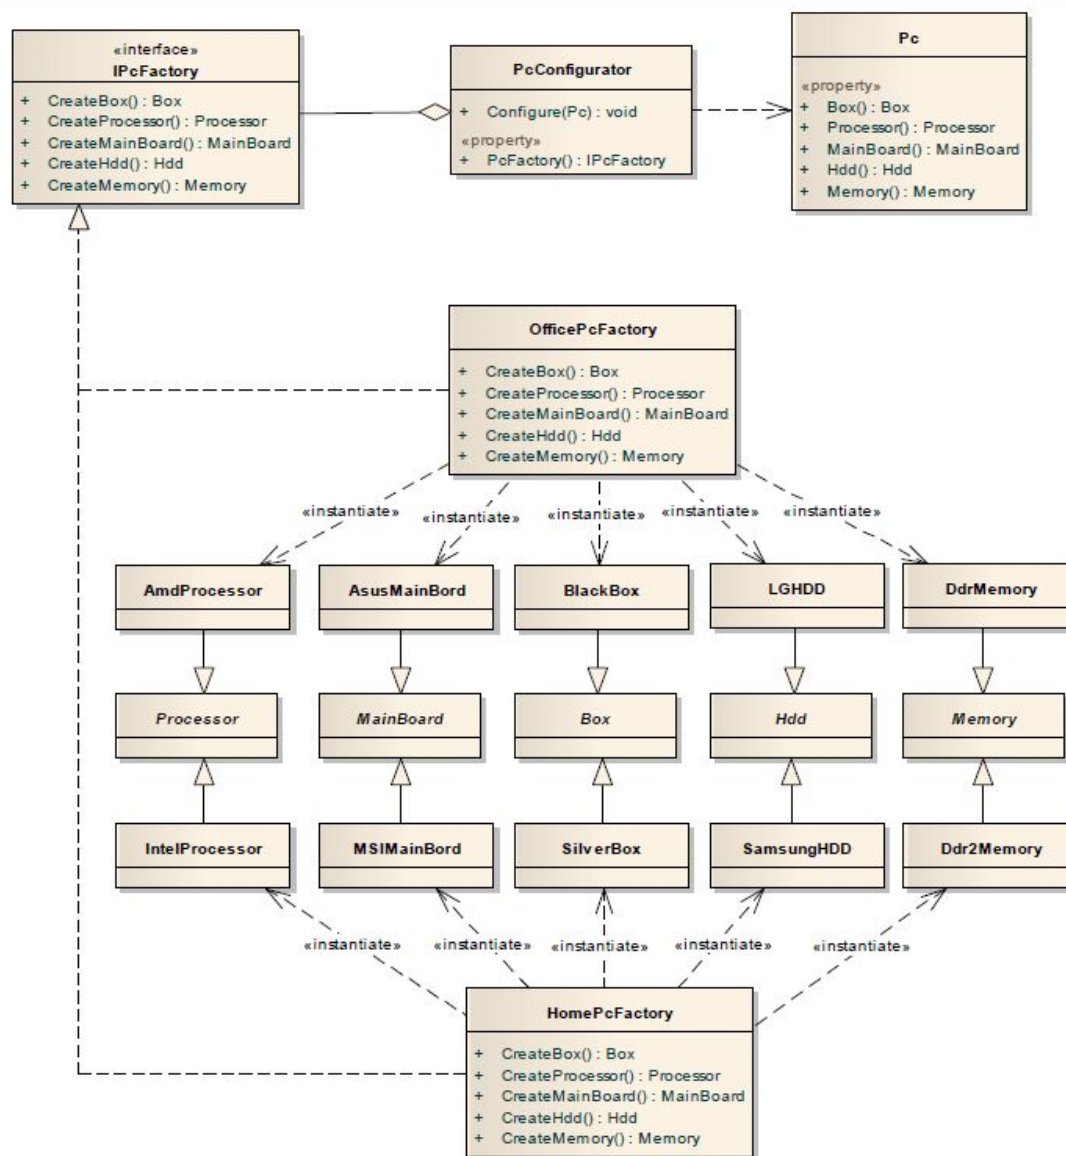 «interface»
IPcFactory
+ CreateBox() : Box
+ CreateProcessor() : Processor
+ CreateMainBoard() : MainBoard
+ CreateHdd() : Hdd
+ CreateMemory() : Memory
PcConfigurator
+ Configure(Pc) : void
«property»
+ PcFactory() : IPcFactory
Pc
«property»
+ Box() : Box
+ Processor() : Processor
+ MainBoard() : MainBoard
+ Hdd() : Hdd
+ Memory() : Memory
OfficePcFactory
+ CreateBox() : Box
+ CreateProcessor() : Processor
+ CreateMainBoard() : MainBoard
+ CreateHdd() : Hdd
+ CreateMemory() : Memory
«instantiate» «instantiate» «instantiate» «instantiate» «instantiate»
AmdProcessor AsusMainBord BlackBox LGHDD DdrMemory
Processor MainBoard Box Hdd Memory
IntelProcessor MSIMainBord SilverBox SamsungHDD Ddr2Memory
«instantiate» «instantiate» «instantiate» «instantiate» «instantiate»
HomePcFactory
+ CreateBox() : Box
+ CreateProcessor() : Processor
+ CreateMainBoard() : MainBoard
+ CreateHdd() : Hdd
+ CreateMemory() : Memory